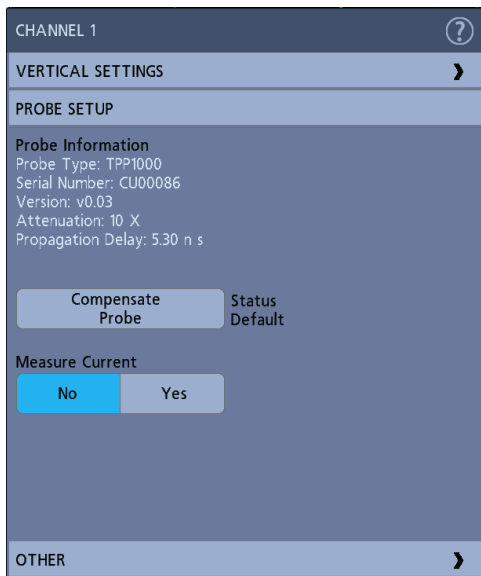 CHANNEL 1
?
VERTICAL SETTINGS
PROBE SETUP
Probe Information
Probe Type: TPP1000
Serial Number: CU00086
Version: v0.03
Attenuation: 10 X
Propagation Delay: 5.30 n s
Compensate
Probe
Status
Default
Measure Current
No
Yes
OTHER